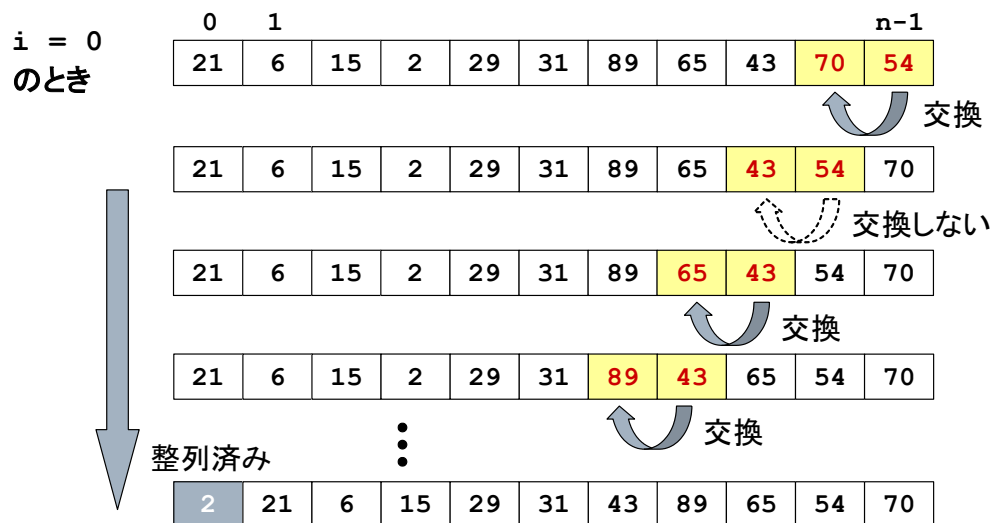 0 1 n-1
i = 0
のとき
21 6 15 2 29 31 89 65 43 70 54
交換
21 6 15 2 29 31 89 65 43 54 70
交換しない
21 6 15 2 29 31 89 65 43 54 70
交換
21 6 15 2 29 31 89 43 65 54 70
交換
整列済み
2 21 6 15 29 31 43 89 65 54 70